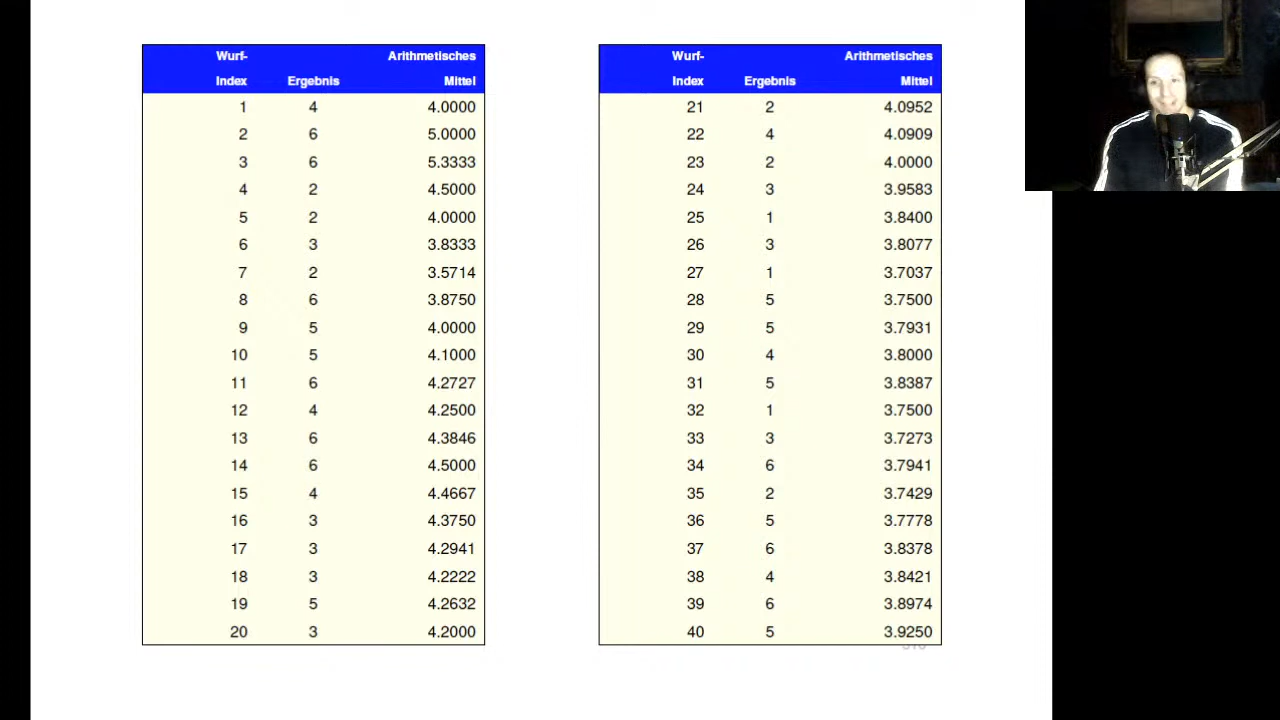 Wurf- Arithmetisches
Index Ergebnis Mittel
1 4 4.0000
2 6 5.0000
3 6 5.3333
4 2 4.5000
5 2 4.0000
6 3 3.8333
7 2 3.5714
8 6 3.8750
9 5 4.0000
10 5 4.1000
11 6 4.2727
12 4 4.2500
13 6 4.3846
14 6 4.5000
15 4 4.4667
16 3 4.3750
17 3 4.2941
18 3 4.2222
19 5 4.2632
20 3 4.2000
Wurf- Arithmetisches
Index Ergebnis Mittel
21 2 4.0952
22 4 4.0909
23 2 4.0000
24 3 3.9583
25 1 3.8400
26 3 3.8077
27 1 3.7037
28 5 3.7500
29 5 3.7931
30 4 3.8000
31 5 3.8387
32 1 3.7500
33 3 3.7273
34 6 3.7941
35 2 3.7429
36 5 3.7778
37 6 3.8378
38 4 3.8421
39 6 3.8974
40 5 3.9250